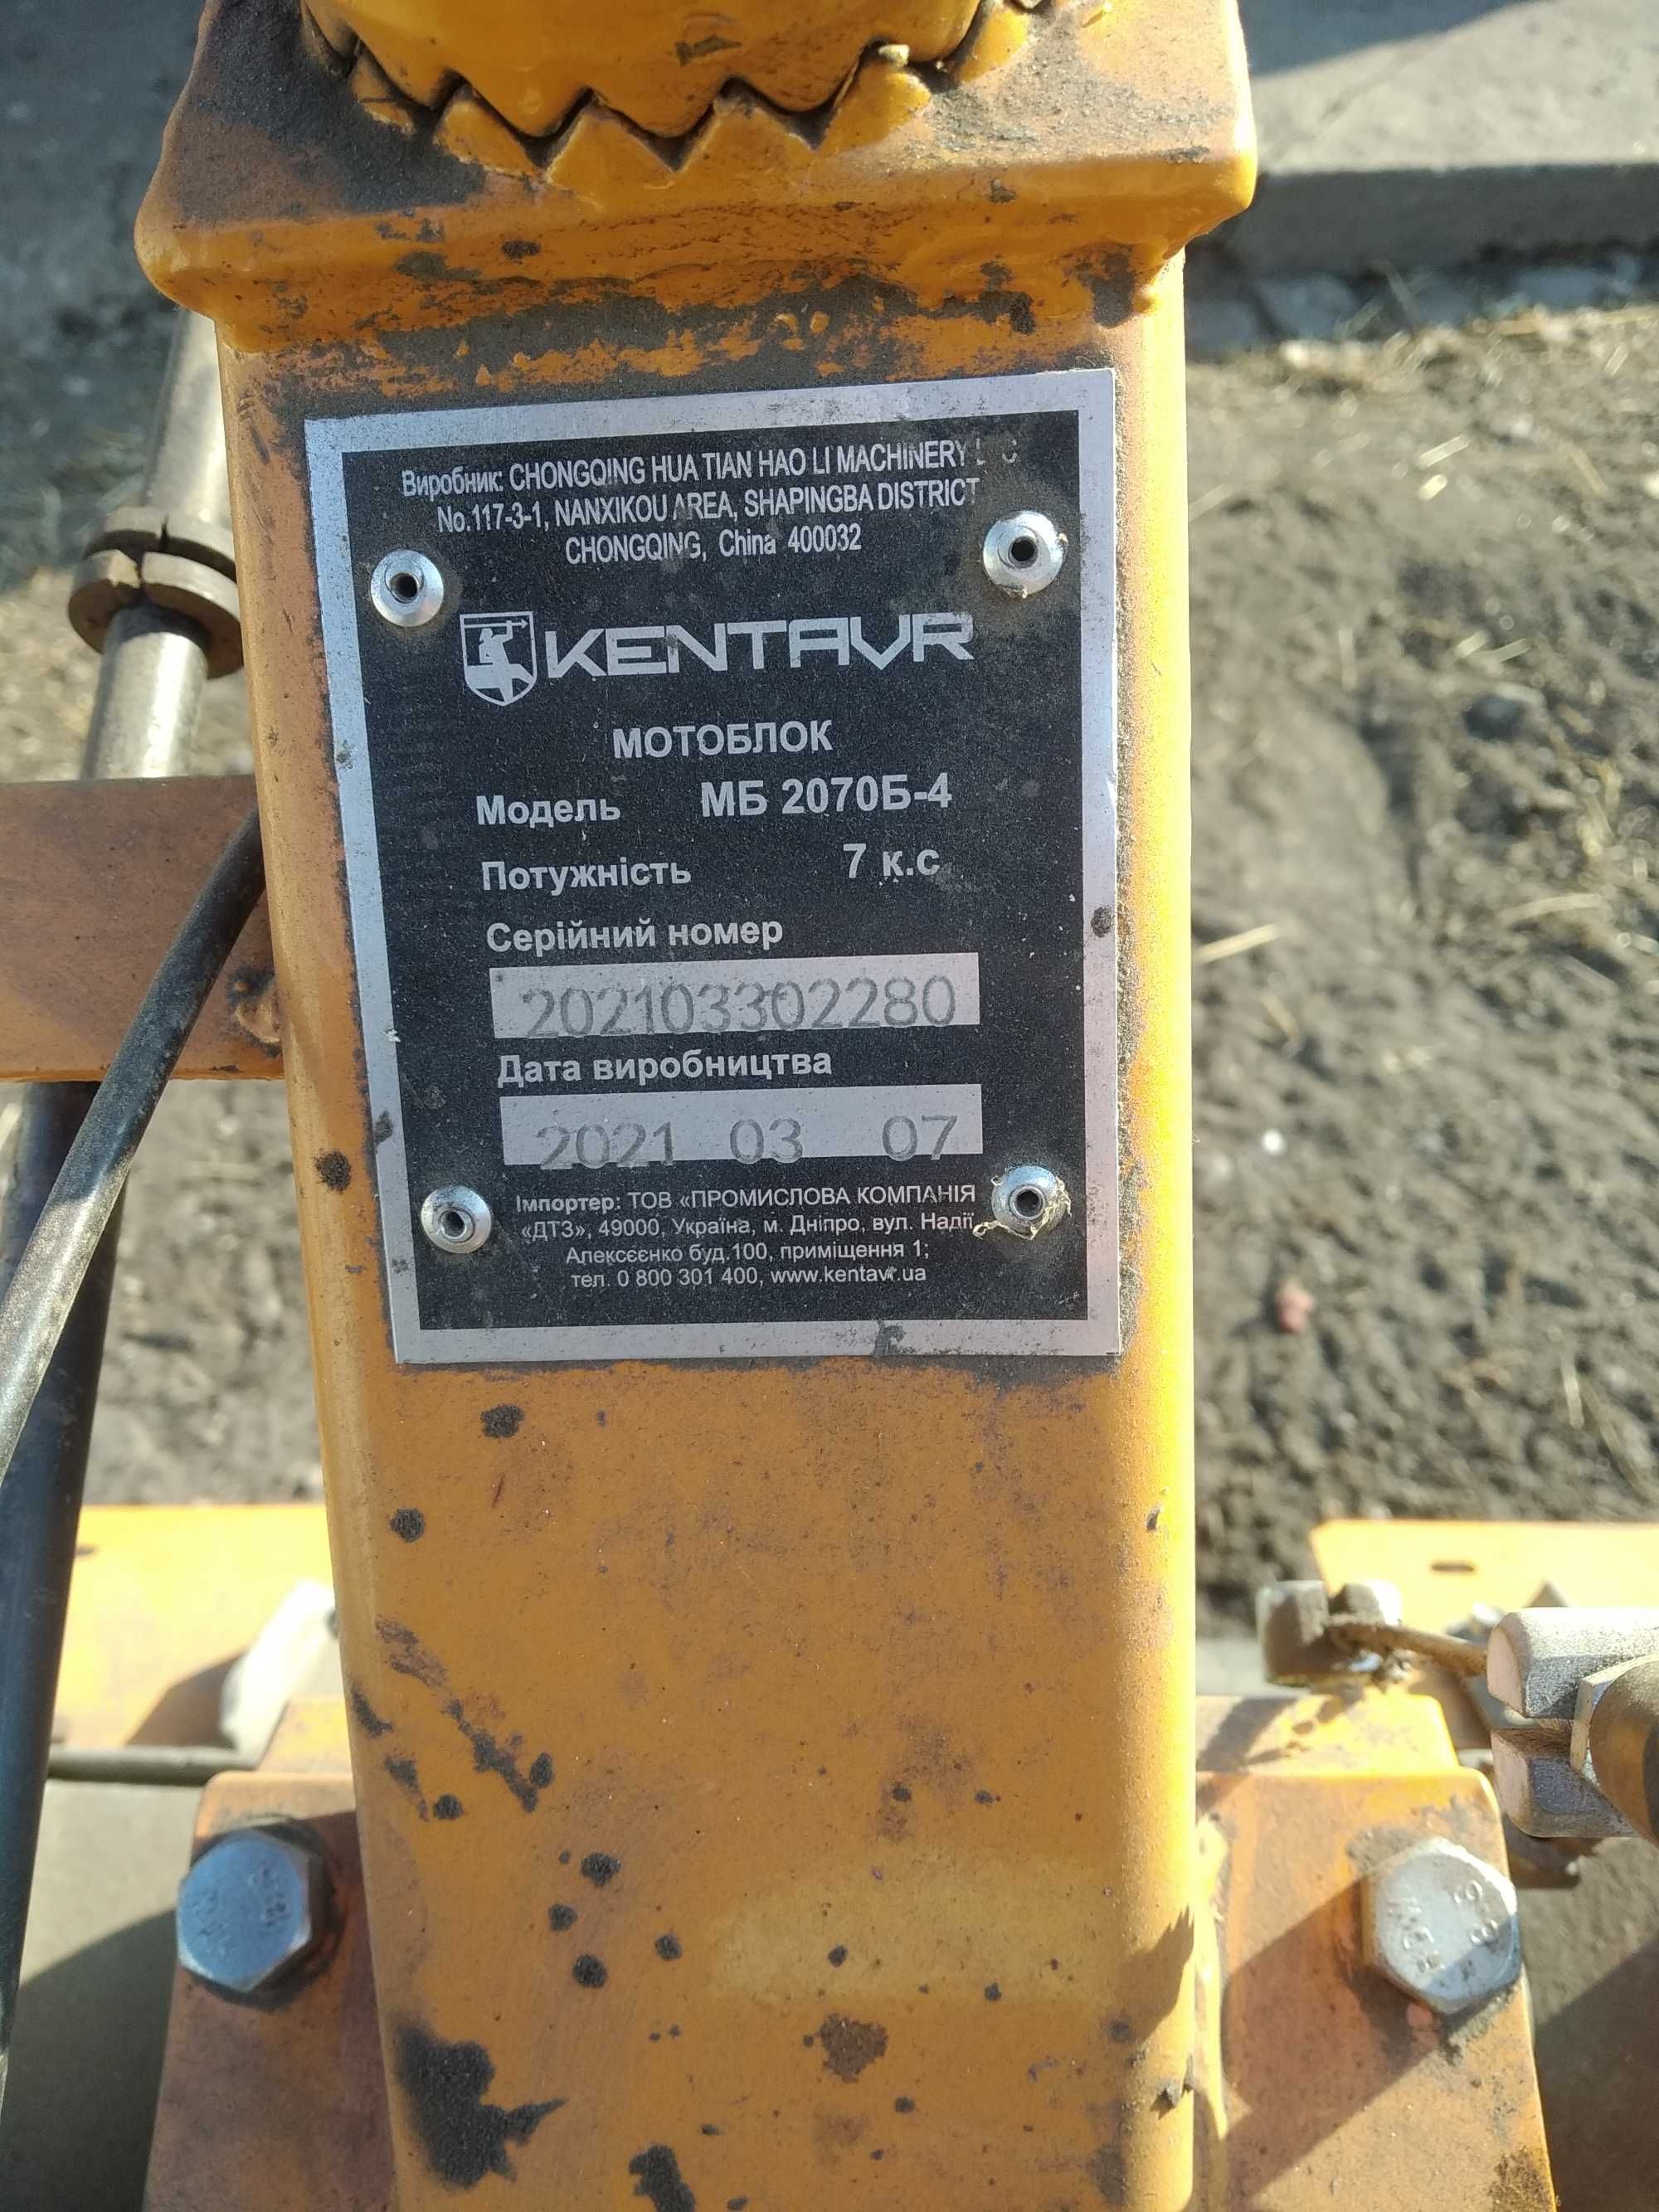 Виробник: CHONGQING HUA TIAN HAO LI MACHINERY
No.117-3-1, NANXIKOU AREA, SHAPINGBA DISTRICT
CHONGQING, China 400032
KENTAVR
МОТОБЛОК
Модель МБ 2070Б-4
Потужність 7 к.с
Серійний номер
202103302280
Дата виробництва
2021 03 07
Імпортер: ТОВ «ПРОМИСЛОВА КОМПАНІЯ
«ДТЗ», 49000, Україна, м. Дніпро, вул. Надії
Алексєєнко буд.100, приміщення 1;
тел. 0 800 301 400, www.kentavr.ua